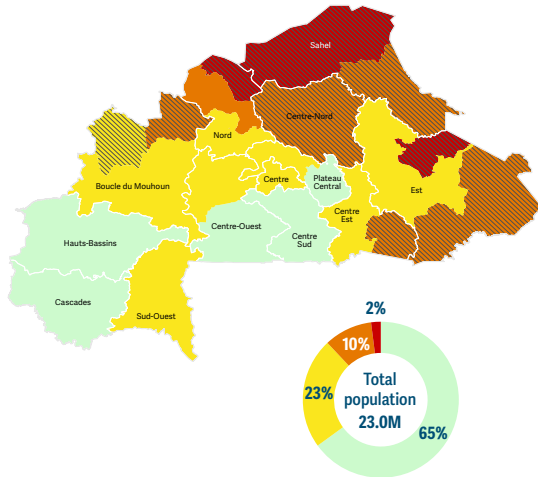 Sahel
Centre-Nord
Nord
Boucle du Mouhoun
Centre
Plateau
Central
Est
Centre
Est
Centre-Ouest
Centre
Sud
Hauts-Bassins
Cascades
Sud-Ouest
2%
10%
23%
Total
population
23.0M
65%